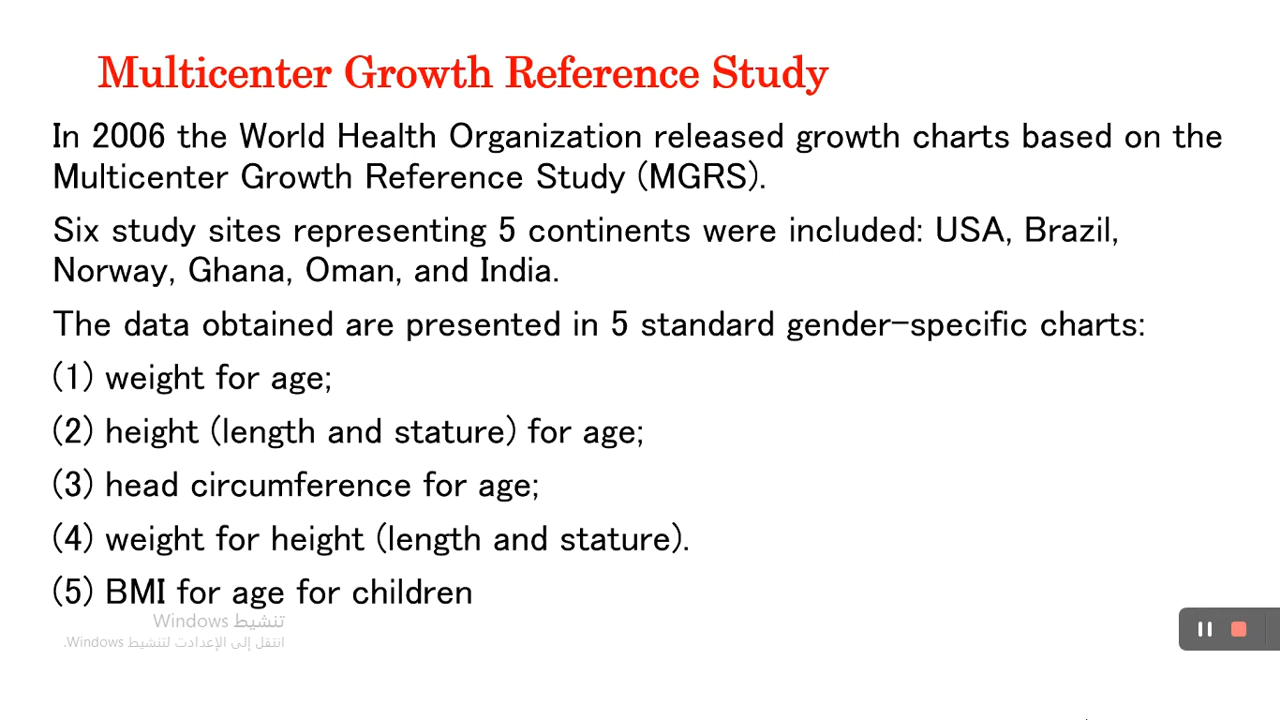 Multicenter Growth Reference Study
In 2006 the World Health Organization released growth charts based on the
Multicenter Growth Reference Study (MGRS).
Six study sites representing 5 continents were included: USA, Brazil,
Norway, Ghana, Oman, and India.
The data obtained are presented in 5 standard gender-specific charts:
(1) weight for age;
(2) height (length and stature) for age;
(3) head circumference for age;
(4) weight for height (length and stature).
(5) BMI for age for children
تنشيط Windows
انتقل إلى الإعدادت لتنشيط Windows.